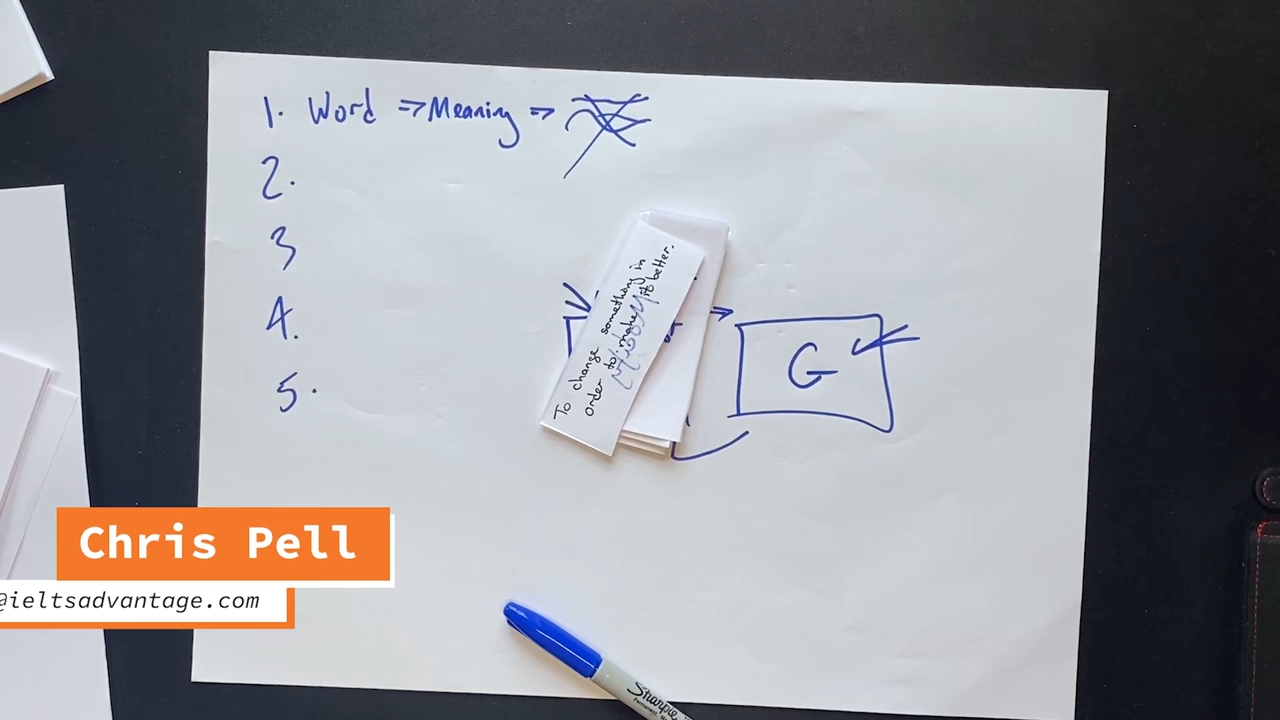 1. Word => Meaning =>
2.
3
4.
5.
To change something in
order to make it better.
G
Chris Pell
@ieltsadvantage.com
Sharpie